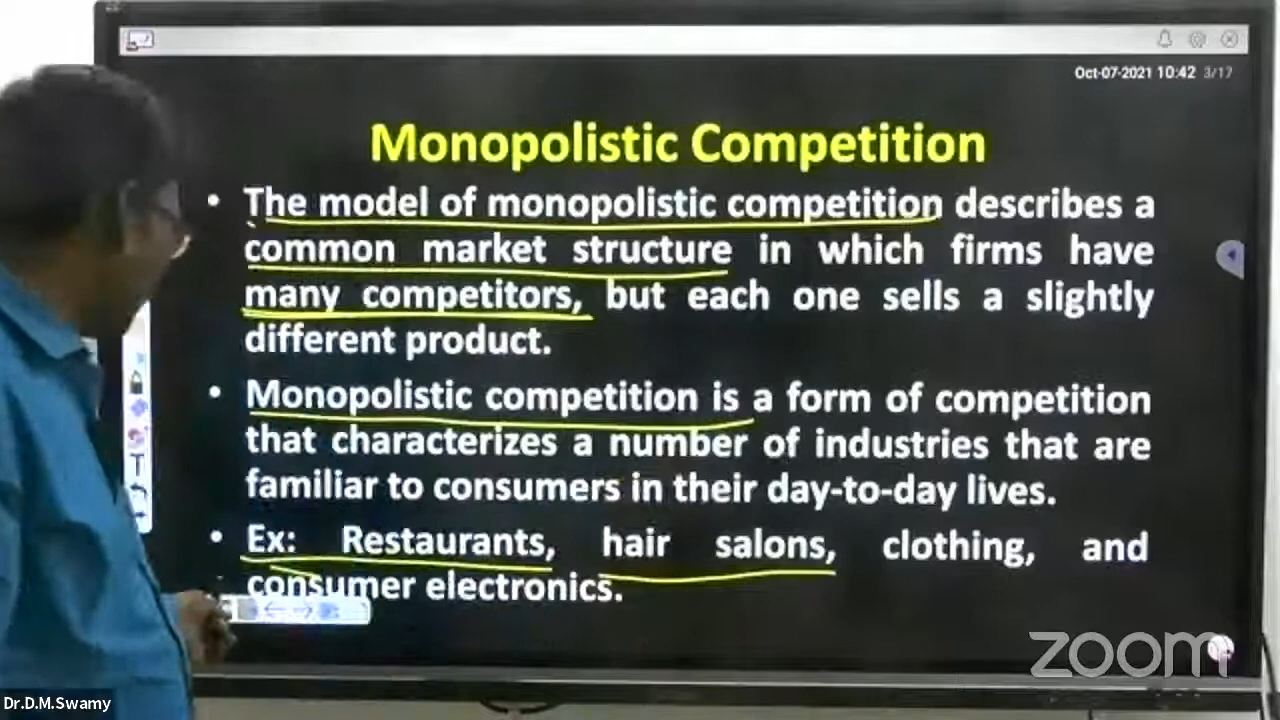 Oct-07-2021 10:42 3/17
Monopolistic Competition
• The model of monopolistic competition describes a
common market structure in which firms have
many competitors, but each one sells a slightly
different product.
• Monopolistic competition is a form of competition
that characterizes a number of industries that are
familiar to consumers in their day-to-day lives.
• Ex: Restaurants, hair salons, clothing, and
consumer electronics.
T
zoom
Dr.D.M.Swamy